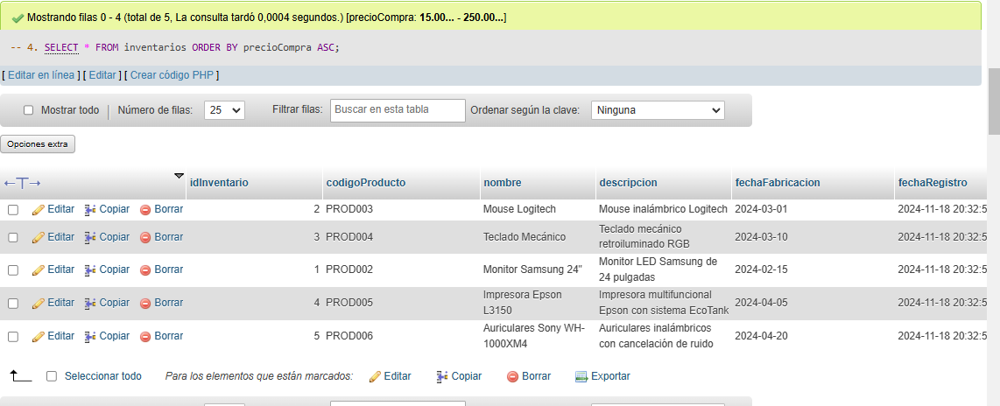 Mostrando filas 0 - 4 (total de 5, La consulta tardó 0,0004 segundos.) [precioCompra: 15.00... - 250.00...]
-- 4. SELECT * FROM inventarios ORDER BY precioCompra ASC;
[ Editar en línea ] [ Editar ] [ Crear código PHP ]
Mostrar todo | Número de filas: 25 Filtrar filas: Buscar en esta tabla Ordenar según la clave: Ninguna
Opciones extra
←T→ idInventario codigoProducto nombre descripcion fechaFabricacion fechaRegistro
Editar Copiar Borrar 2 PROD003 Mouse Logitech Mouse inalámbrico Logitech 2024-03-01 2024-11-18 20:32:5
Editar Copiar Borrar 3 PROD004 Teclado Mecánico Teclado mecánico 2024-03-10 2024-11-18 20:32:5
retroiluminado RGB
Editar Copiar Borrar 1 PROD002 Monitor Samsung 24" Monitor LED Samsung de 2024-02-15 2024-11-18 20:32:5
24 pulgadas
Editar Copiar Borrar 4 PROD005 Impresora Epson Impresora multifuncional 2024-04-05 2024-11-18 20:32:5
L3150 Epson con sistema EcoTank
Editar Copiar Borrar 5 PROD006 Auriculares Sony WH- Auriculares inalámbricos 2024-04-20 2024-11-18 20:32:5
1000XM4 con cancelación de ruido
Seleccionar todo Para los elementos que están marcados: Editar Copiar Borrar Exportar